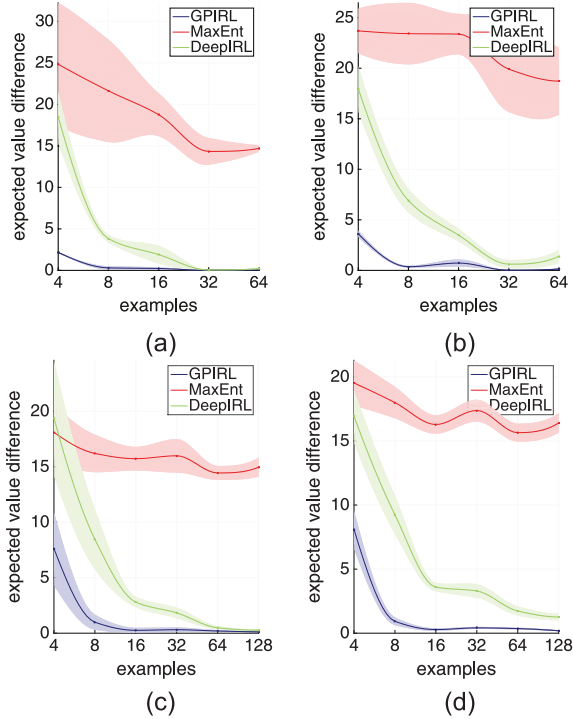 GPIRL
MaxEnt
DeepIRL
expected value difference
30
25
20
15
10
5
0
4 8 16 32 64
examples
(a)
GPIRL
MaxEnt
DeepIRL
expected value difference
25
20
15
10
5
0
4 8 16 32 64
examples
(b)
GPIRL
MaxEnt
DeepIRL
expected value difference
20
15
10
5
0
4 8 16 32 64 128
examples
(c)
GPIRL
MaxEnt
DeepIRL
expected value difference
20
15
10
5
0
4 8 16 32 64 128
examples
(d)